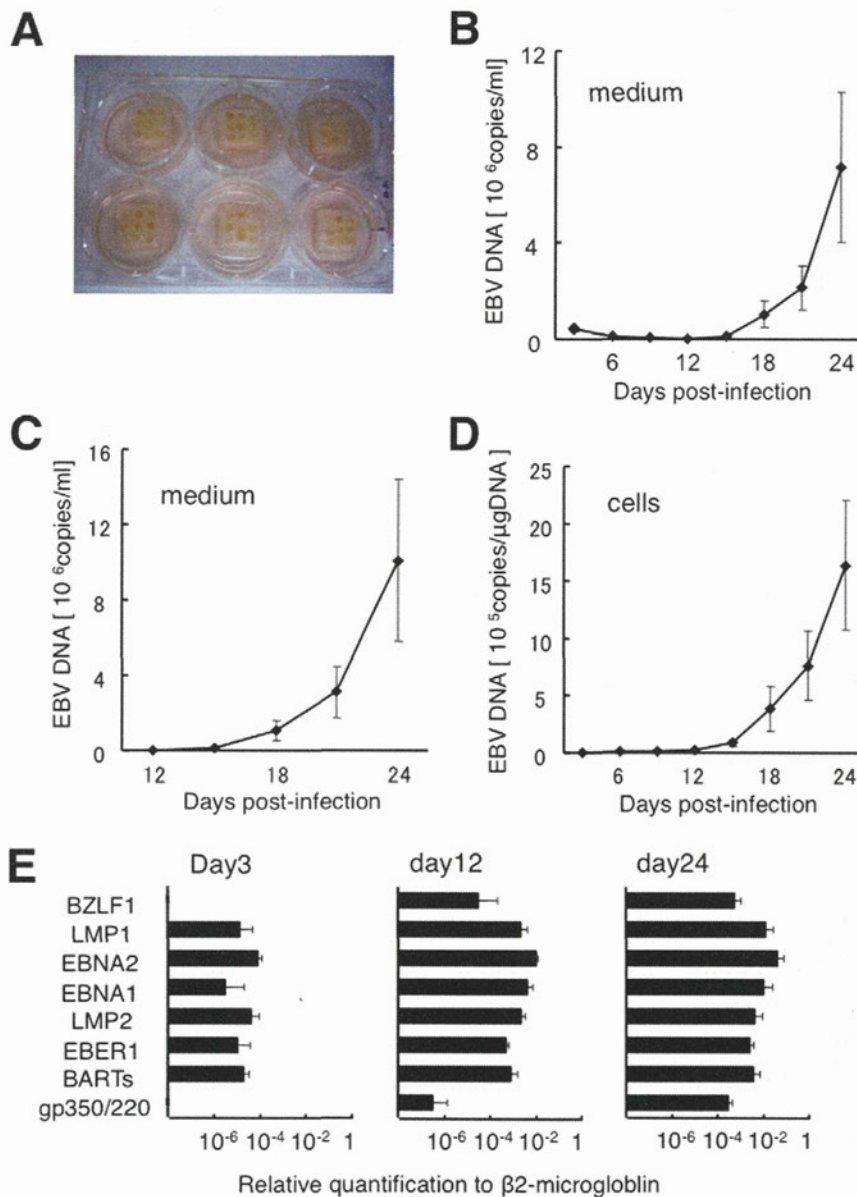 A
B
12
8
4
0
EBV DNA [ 10 ⁶copies/ml]
medium
6 12 18 24
Days post-infection
C
16
12
8
4
0
EBV DNA [ 10 ⁶copies/ml]
medium
12 18 24
Days post-infection
D
25
20
15
10
5
0
EBV DNA [ 10 ⁵copies/μgDNA ]
cells
6 12 18 24
Days post-infection
E
Day3 day12 day24
BZLF1
LMP1
EBNA2
EBNA1
LMP2
EBER1
BARTs
gp350/220
10⁻⁶ 10⁻⁴ 10⁻² 1 10⁻⁶ 10⁻⁴ 10⁻² 1 10⁻⁶ 10⁻⁴ 10⁻² 1
Relative quantification to β2-microgloblin